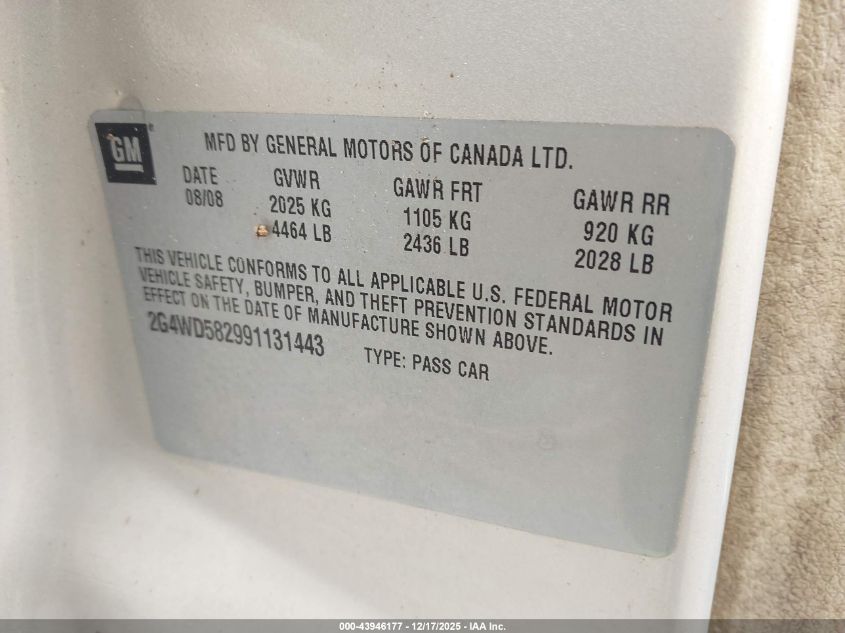 GM
MFD BY GENERAL MOTORS OF CANADA LTD.
DATE GVWR GAWR FRT GAWR RR
08/08 2025 KG 1105 KG 920 KG
4464 LB 2436 LB 2028 LB
THIS VEHICLE CONFORMS TO ALL APPLICABLE U.S. FEDERAL MOTOR
VEHICLE SAFETY, BUMPER, AND THEFT PREVENTION STANDARDS IN
EFFECT ON THE DATE OF MANUFACTURE SHOWN ABOVE.
2G4WD582991131443 TYPE: PASS CAR
000-43946177 - 12/17/2025 - IAA Inc.